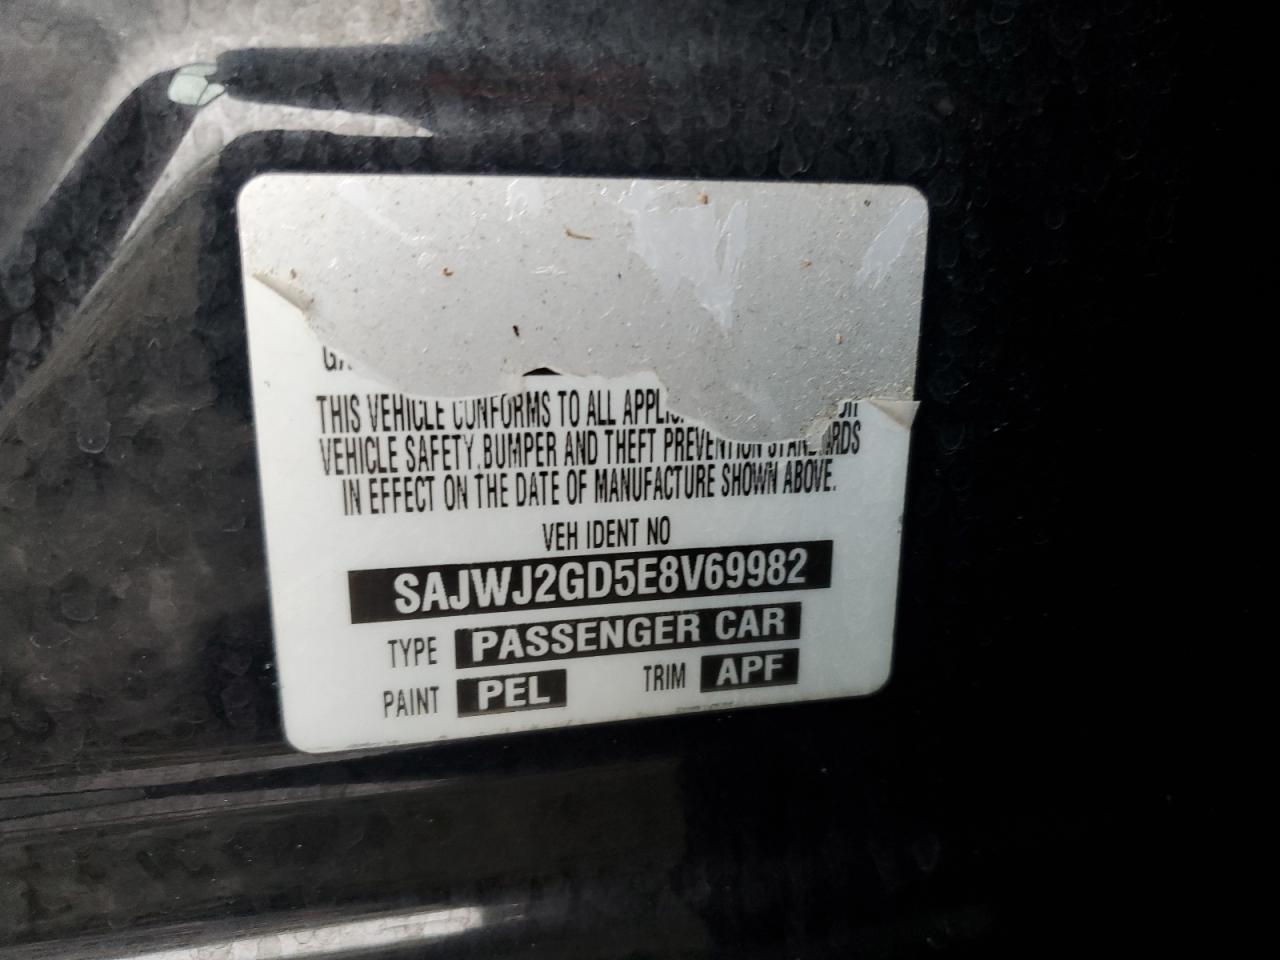 THIS VEHICLE CONFORMS TO ALL
VEHICLE SAFETY, BUMPER AND THEFT PREVENTION STANDARDS
IN EFFECT ON THE DATE OF MANUFACTURE SHOWN ABOVE.
VEH IDENT NO
SAJWJ2GD5E8V69982
TYPE PASSENGER CAR
PAINT PEL TRIM APF